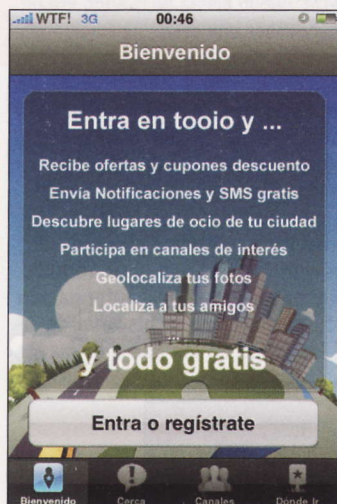 WTF! 3G 00:46
Bienvenido
Entra en tooio y ...
Recibe ofertas y cupones descuento
Envía Notificaciones y SMS gratis
Descubre lugares de ocio de tu ciudad
Participa en canales de interés
Geolocaliza tus fotos
Localiza a tus amigos
...
y todo gratis
Entra o regístrate
Bienvenido Cerca Canales Dónde Ir